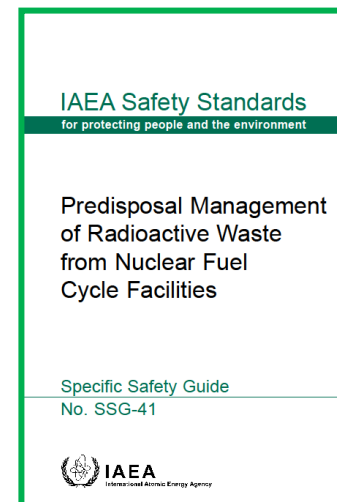 IAEA Safety Standards
for protecting people and the environment
Predisposal Management
of Radioactive Waste
from Nuclear Fuel
Cycle Facilities
Specific Safety Guide
No. SSG-41
IAEA
International Atomic Energy Agency